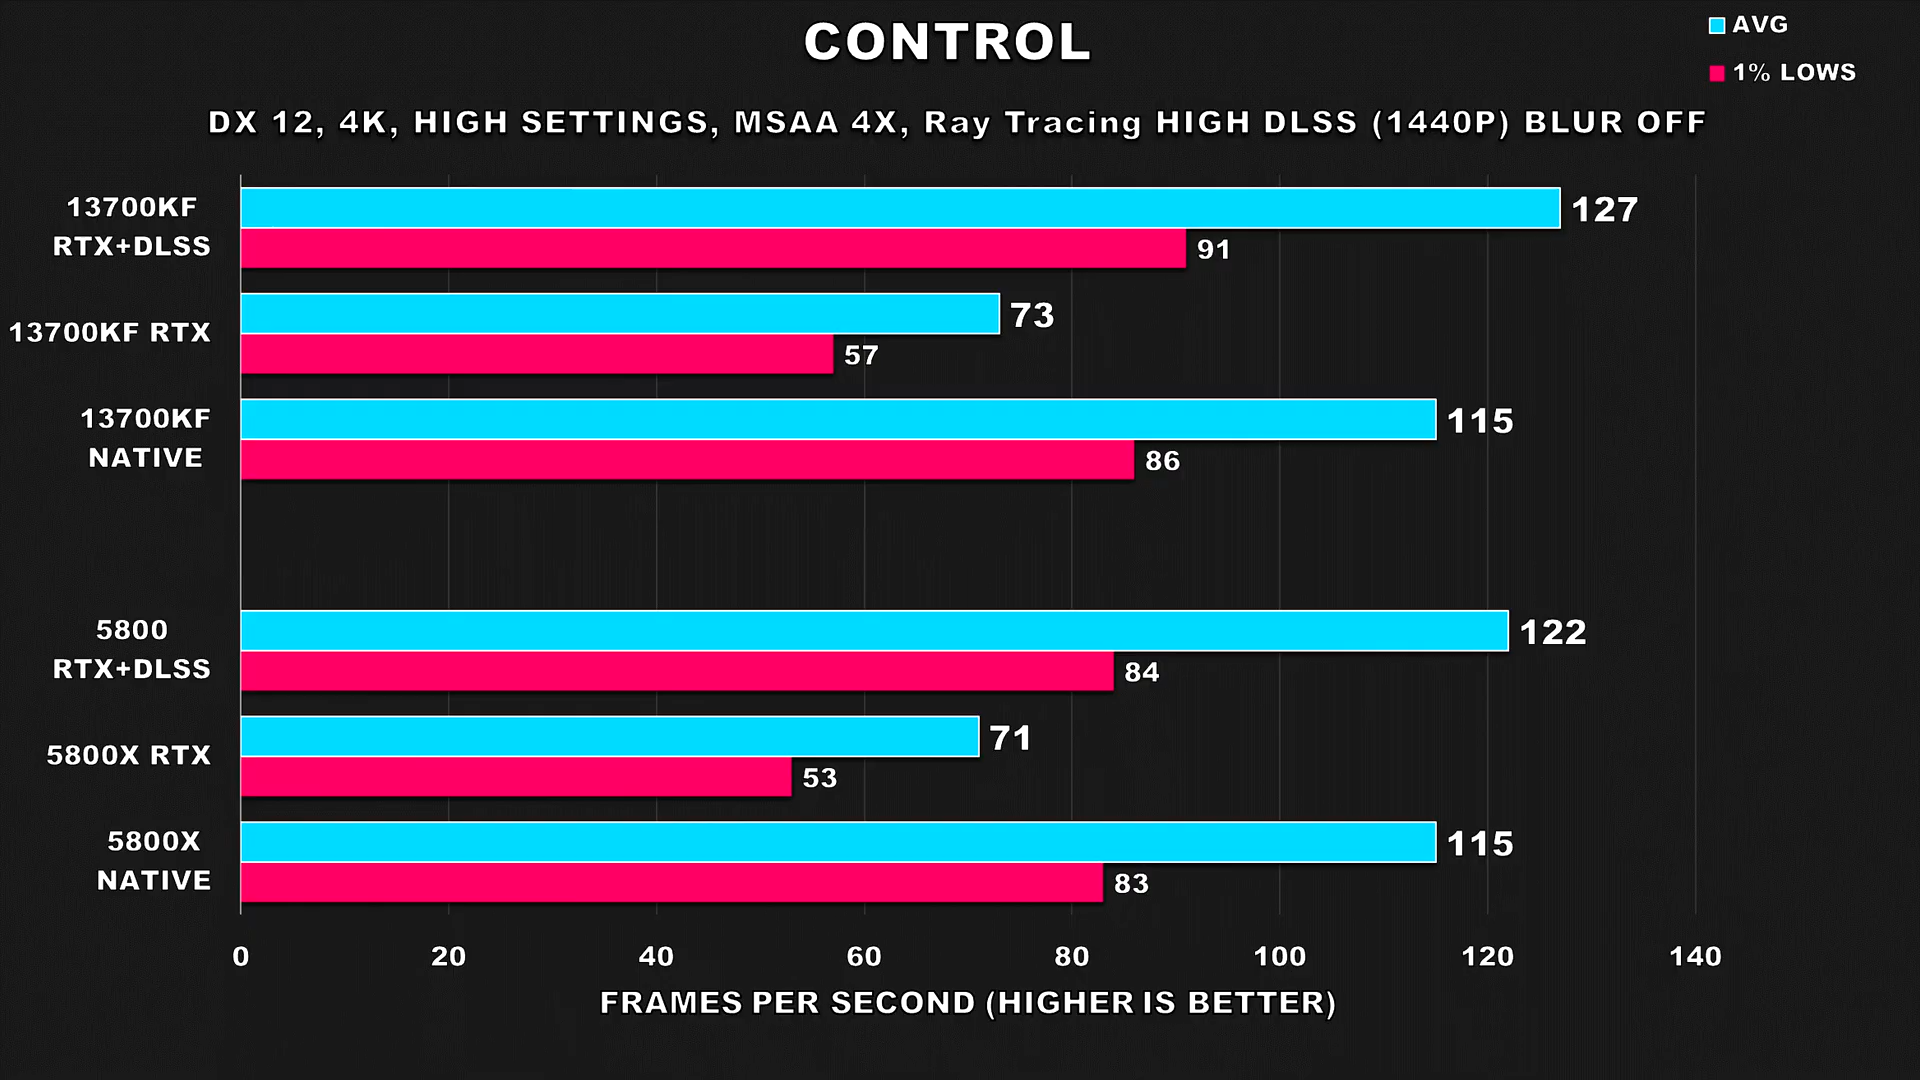 CONTROL
AVG
1% LOWS
DX 12, 4K, HIGH SETTINGS, MSAA 4X, Ray Tracing HIGH DLSS (1440P) BLUR OFF
13700KF
RTX+DLSS
127
91
13700KF RTX
73
57
13700KF
NATIVE
115
86
5800
RTX+DLSS
122
84
5800X RTX
71
53
5800X
NATIVE
115
83
0 20 40 60 80 100 120 140
FRAMES PER SECOND (HIGHER IS BETTER)